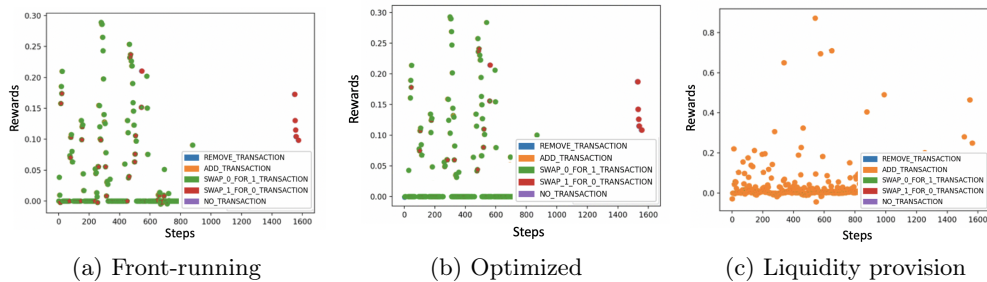 0.30
0.25
0.20
0.15
0.10
0.05
0.00
Rewards
REMOVE_TRANSACTION
ADD_TRANSACTION
SWAP_0_FOR_1_TRANSACTION
SWAP_1_FOR_0_TRANSACTION
NO_TRANSACTION
0 200 400 600 800 1000 1200 1400 1600
Steps
(a) Front-running
0.30
0.25
0.20
0.15
0.10
0.05
0.00
Rewards
REMOVE_TRANSACTION
ADD_TRANSACTION
SWAP_0_FOR_1_TRANSACTION
SWAP_1_FOR_0_TRANSACTION
NO_TRANSACTION
0 200 400 600 800 1000 1200 1400 1600
Steps
(b) Optimized
0.8
0.6
0.4
0.2
0.0
Rewards
REMOVE_TRANSACTION
ADD_TRANSACTION
SWAP_0_FOR_1_TRANSACTION
SWAP_1_FOR_0_TRANSACTION
NO_TRANSACTION
0 200 400 600 800 1000 1200 1400 1600
Steps
(c) Liquidity provision